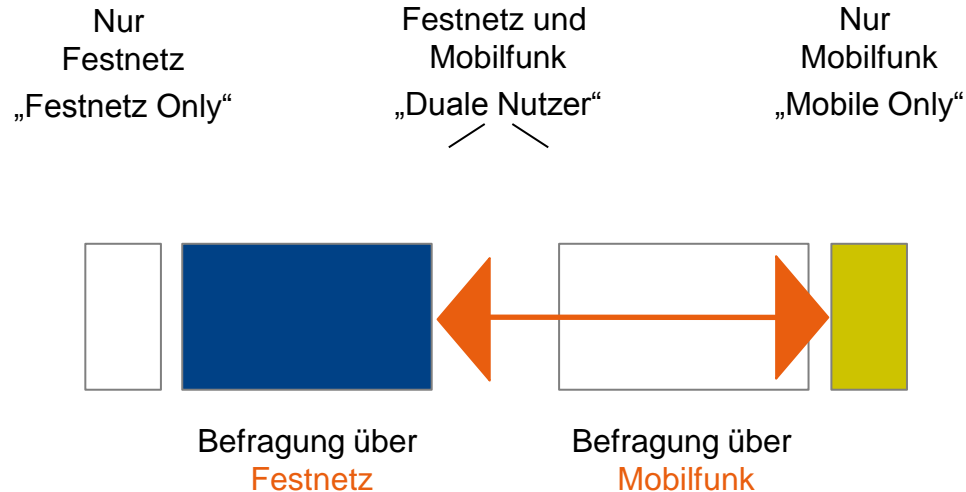 Nur
Festnetz
„Festnetz Only“
Festnetz und
Mobilfunk
„Duale Nutzer“
Nur
Mobilfunk
„Mobile Only“
Befragung über
Festnetz
Befragung über
Mobilfunk